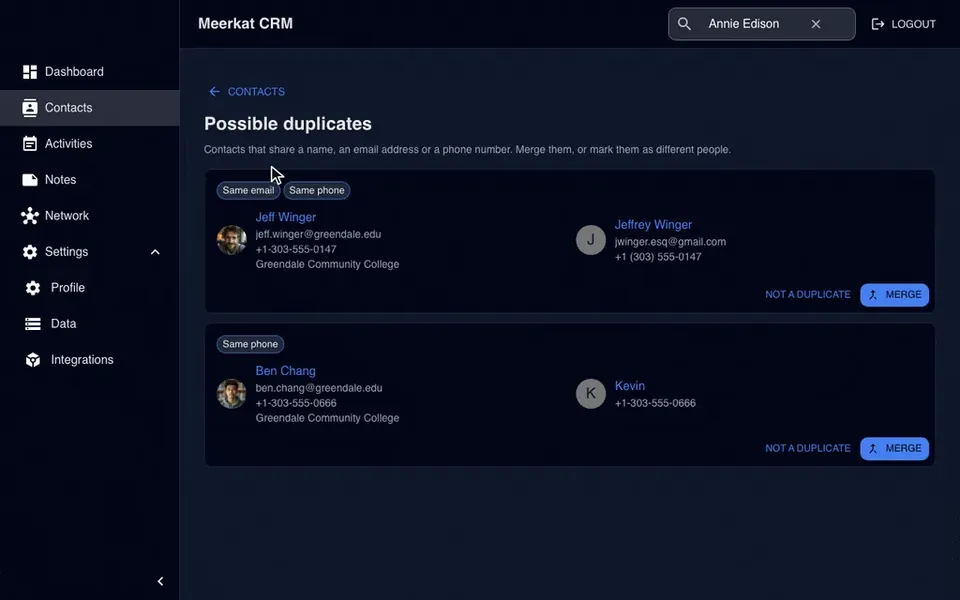 Meerkat CRM
Annie Edison
LOGOUT
Dashboard
Contacts
Activities
Notes
Network
Settings
Profile
Data
Integrations
CONTACTS
Possible duplicates
Contacts that share a name, an email address or a phone number. Merge them, or mark them as different people.
Same email
Same phone
Jeff Winger
jeff.winger@greendale.edu
+1-303-555-0147
Greendale Community College
J
Jeffrey Winger
jwinger.esq@gmail.com
+1 (303) 555-0147
NOT A DUPLICATE
MERGE
Same phone
Ben Chang
ben.chang@greendale.edu
+1-303-555-0666
Greendale Community College
K
Kevin
+1-303-555-0666
NOT A DUPLICATE
MERGE